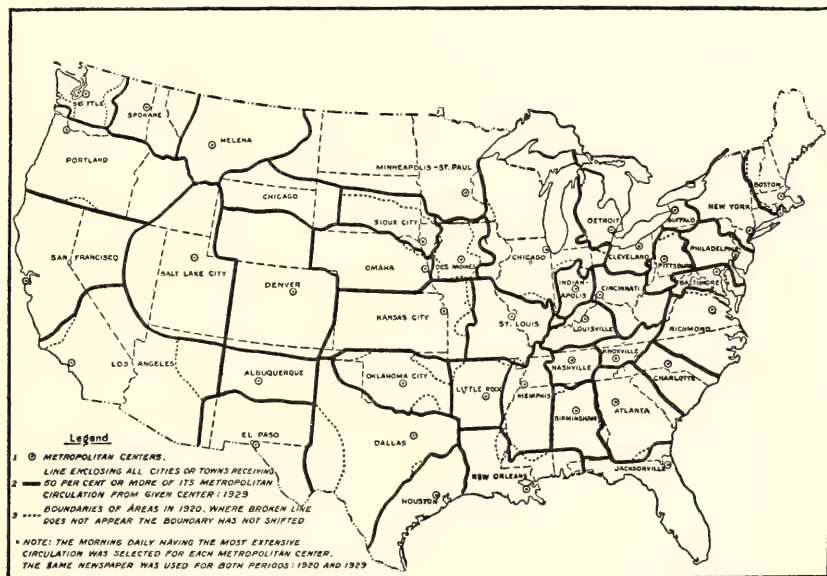 SEATTLE
SPOKANE
HELENA
PORTLAND
MINNEAPOLIS-ST. PAUL
CHICAGO
SIOUX CITY
BOSTON
NEW YORK
BUFFALO
DETROIT
SAN FRANCISCO
SALT LAKE CITY
OMAHA
DES MOINES
CHICAGO
CLEVELAND
PITTSBURGH
PHILADELPHIA
BALTIMORE
DENVER
INDIAN-
APOLIS
CINCINNATI
KANSAS CITY
ST. LOUIS
LOUISVILLE
RICHMOND
LOS ANGELES
ALBUQUERQUE
OKLAHOMA CITY
LITTLE ROCK
MEMPHIS
NASHVILLE
KNOXVILLE
CHARLOTTE
BIRMINGHAM
ATLANTA
EL PASO
DALLAS
HOUSTON
NEW ORLEANS
JACKSONVILLE
Legend
1 METROPOLITAN CENTERS.
LINE ENCLOSING ALL CITIES OR TOWNS RECEIVING
2 50 PER CENT OR MORE OF ITS METROPOLITAN
CIRCULATION FROM GIVEN CENTER: 1929
3 BOUNDARIES OF AREAS IN 1920, WHERE BROKEN LINE
DOES NOT APPEAR THE BOUNDARY HAS NOT SHIFTED
* NOTE: THE MORNING DAILY HAVING THE MOST EXTENSIVE
CIRCULATION WAS SELECTED FOR EACH METROPOLITAN CENTER.
THE SAME NEWSPAPER WAS USED FOR BOTH PERIODS: 1920 AND 1929